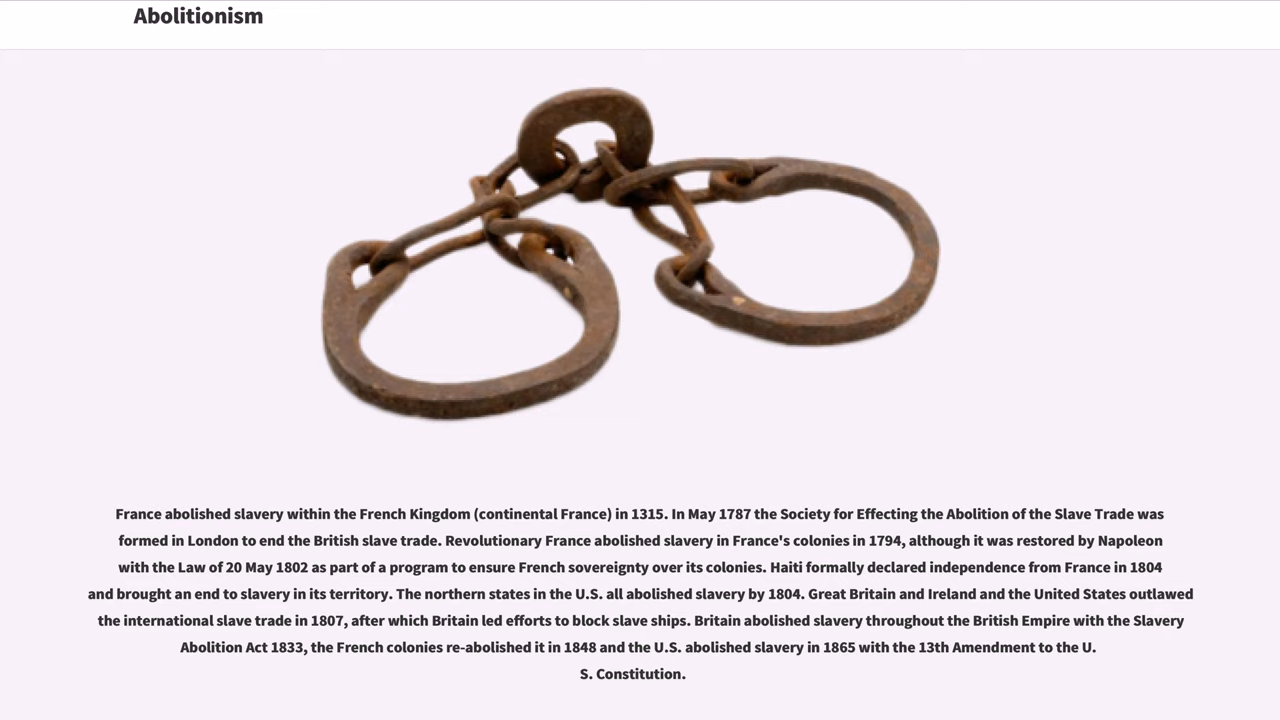 Abolitionism
France abolished slavery within the French Kingdom (continental France) in 1315. In May 1787 the Society for Effecting the Abolition of the Slave Trade was
formed in London to end the British slave trade. Revolutionary France abolished slavery in France's colonies in 1794, although it was restored by Napoleon
with the Law of 20 May 1802 as part of a program to ensure French sovereignty over its colonies. Haiti formally declared independence from France in 1804
and brought an end to slavery in its territory. The northern states in the U.S. all abolished slavery by 1804. Great Britain and Ireland and the United States outlawed
the international slave trade in 1807, after which Britain led efforts to block slave ships. Britain abolished slavery throughout the British Empire with the Slavery
Abolition Act 1833, the French colonies re-abolished it in 1848 and the U.S. abolished slavery in 1865 with the 13th Amendment to the U.
S. Constitution.